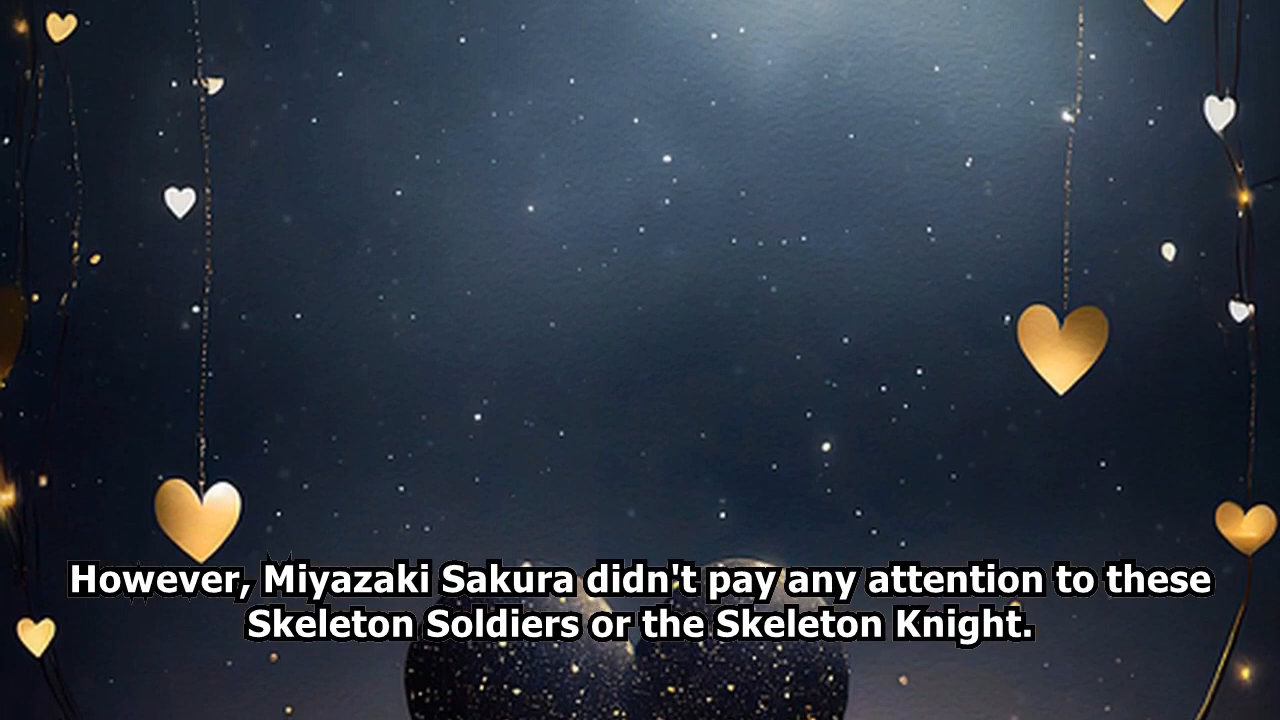 However, Miyazaki Sakura didn't pay any attention to these
Skeleton Soldiers or the Skeleton Knight.